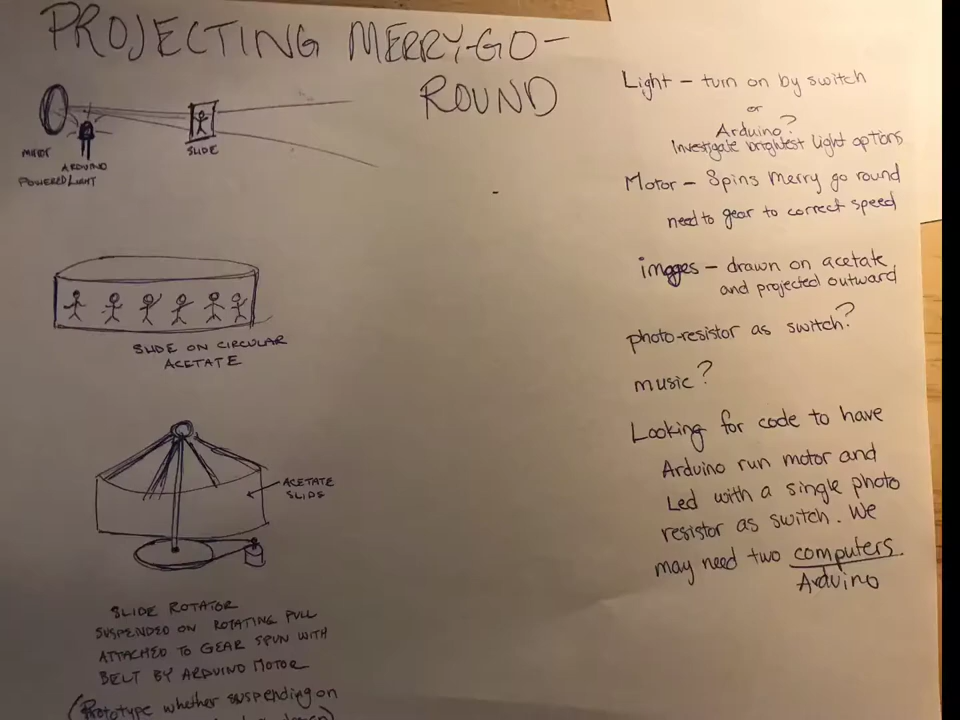 PROJECTING MERRY-GO-
ROUND
MIRROR
ARDUINO
POWERED LIGHT
SLIDE
SLIDE ON CIRCULAR
ACETATE
ACETATE
SLIDE
SLIDE ROTATOR
SUSPENDED ON ROTATING PULL
ATTACHED TO GEAR SPUN WITH
BELT BY ARDUINO MOTOR
(Prototype whether suspending on
Light – turn on by switch
or
Arduino?
Investigate brightest light options
Motor – Spins merry go round
need to gear to correct speed
images – drawn on acetate
and projected outward
photo-resistor as switch?
music?
Looking for code to have
Arduino run motor and
Led with a single photo
resistor as switch. We
may need two computers.
Arduino